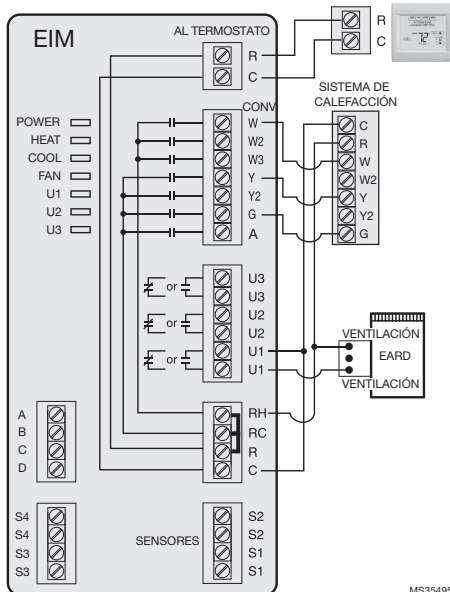 EIM
AL TERMOSTATO
R
C
R
C
72
CONV
W
W2
W3
Y
Y2
G
A
POWER
HEAT
COOL
FAN
U1
U2
U3
SISTEMA DE
CALEFACCIÓN
C
R
W
W2
Y
Y2
G
U3
U3
U2
U2
U1
U1
or
or
or
VENTILACIÓN
EARD
VENTILACIÓN
RH
RC
R
C
A
B
C
D
S4
S4
S3
S3
SENSORES
S2
S2
S1
S1
MS35495